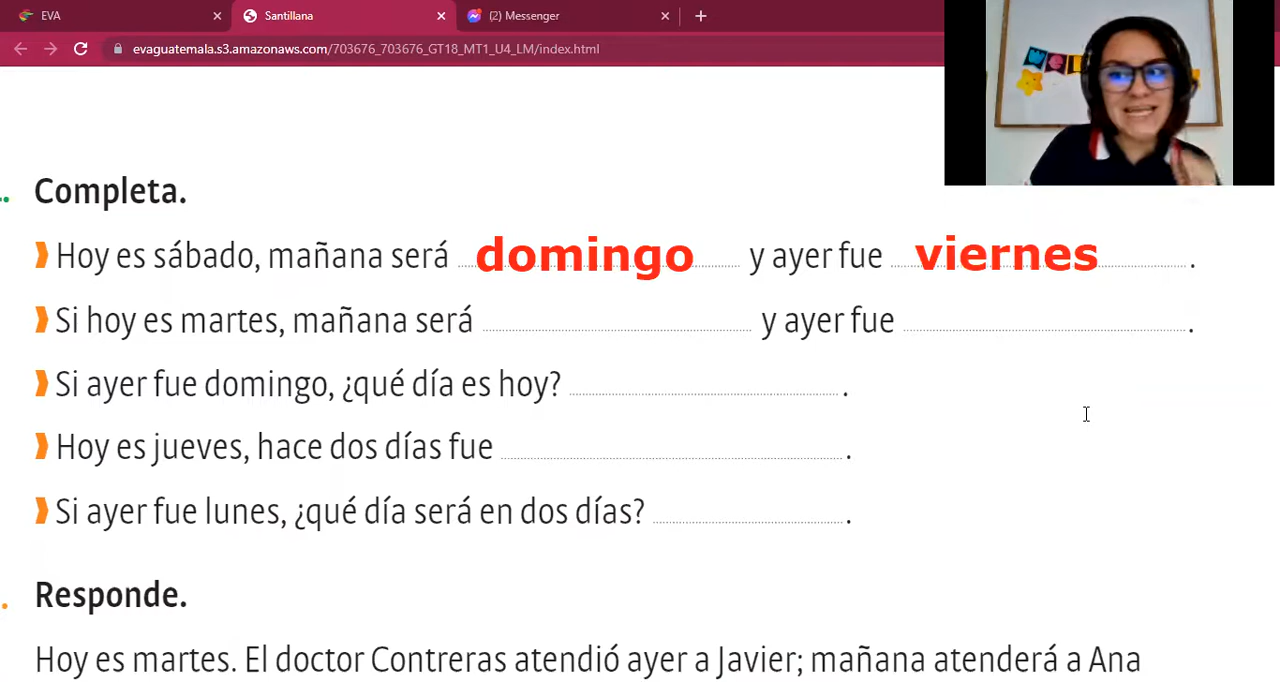 EVA
Santillana
(2) Messenger
evaguatemala.s3.amazonaws.com/703676_703676_GT18_MT1_U4_LM/index.html
Completa.
Hoy es sábado, mañana será domingo y ayer fue viernes.
Si hoy es martes, mañana será y ayer fue .
Si ayer fue domingo, ¿qué día es hoy? .
Hoy es jueves, hace dos días fue .
Si ayer fue lunes, ¿qué día será en dos días? .
Responde.
Hoy es martes. El doctor Contreras atendió ayer a Javier; mañana atenderá a Ana